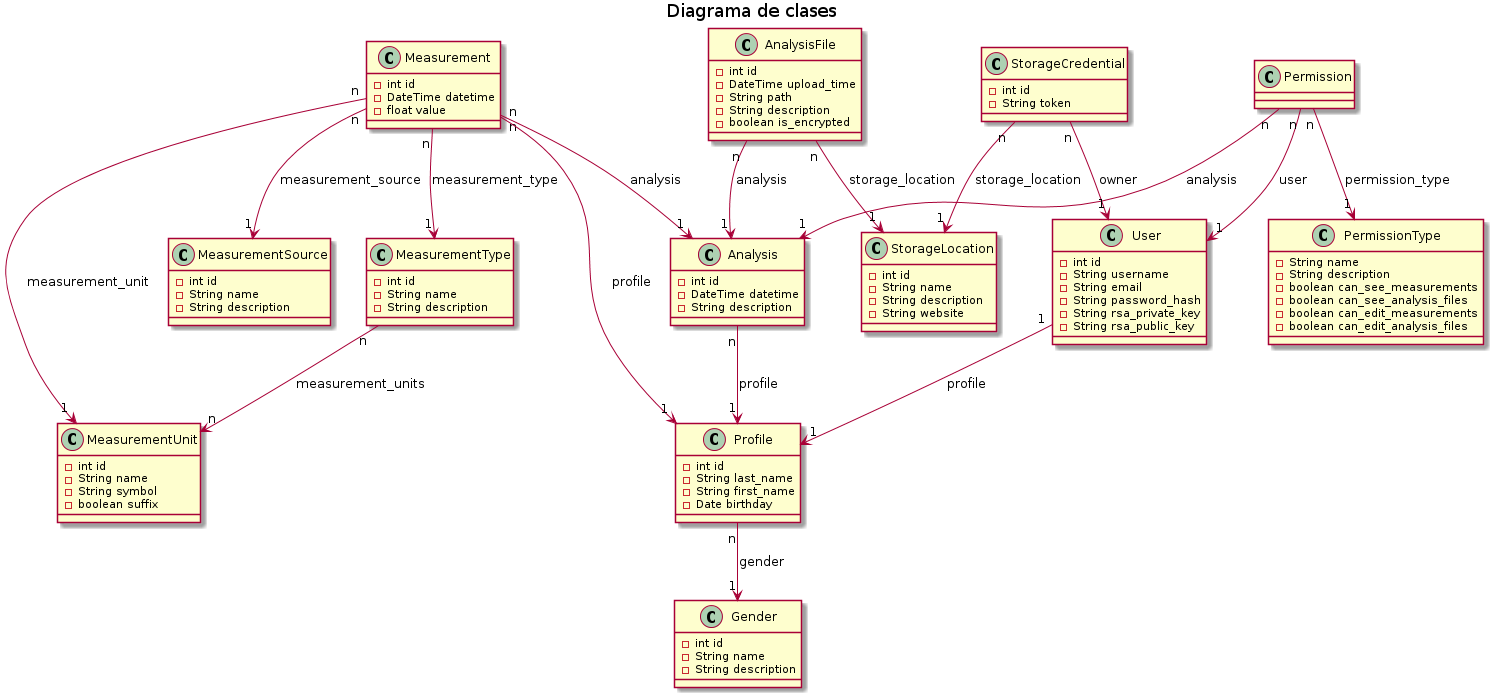 Diagrama de clases
C Measurement
int id
DateTime datetime
float value
C AnalysisFile
int id
DateTime upload_time
String path
String description
boolean is_encrypted
C StorageCredential
int id
String token
C Permission
n
n
n
n
n
n
n
n
n
n
n
n
measurement_source
measurement_type
analysis
analysis
storage_location
storage_location
owner
analysis
user
permission_type
1
1
1
1
1
1
1
1
1
1
C MeasurementSource
int id
String name
String description
C MeasurementType
int id
String name
String description
C Analysis
int id
DateTime datetime
String description
C StorageLocation
int id
String name
String description
String website
C User
int id
String username
String email
String password_hash
String rsa_private_key
String rsa_public_key
C PermissionType
String name
String description
boolean can_see_measurements
boolean can_see_analysis_files
boolean can_edit_measurements
boolean can_edit_analysis_files
measurement_unit
profile
n
n
1
measurement_units
profile
profile
1
n
1
1
1
C MeasurementUnit
int id
String name
String symbol
boolean suffix
C Profile
int id
String last_name
String first_name
Date birthday
n
gender
1
C Gender
int id
String name
String description